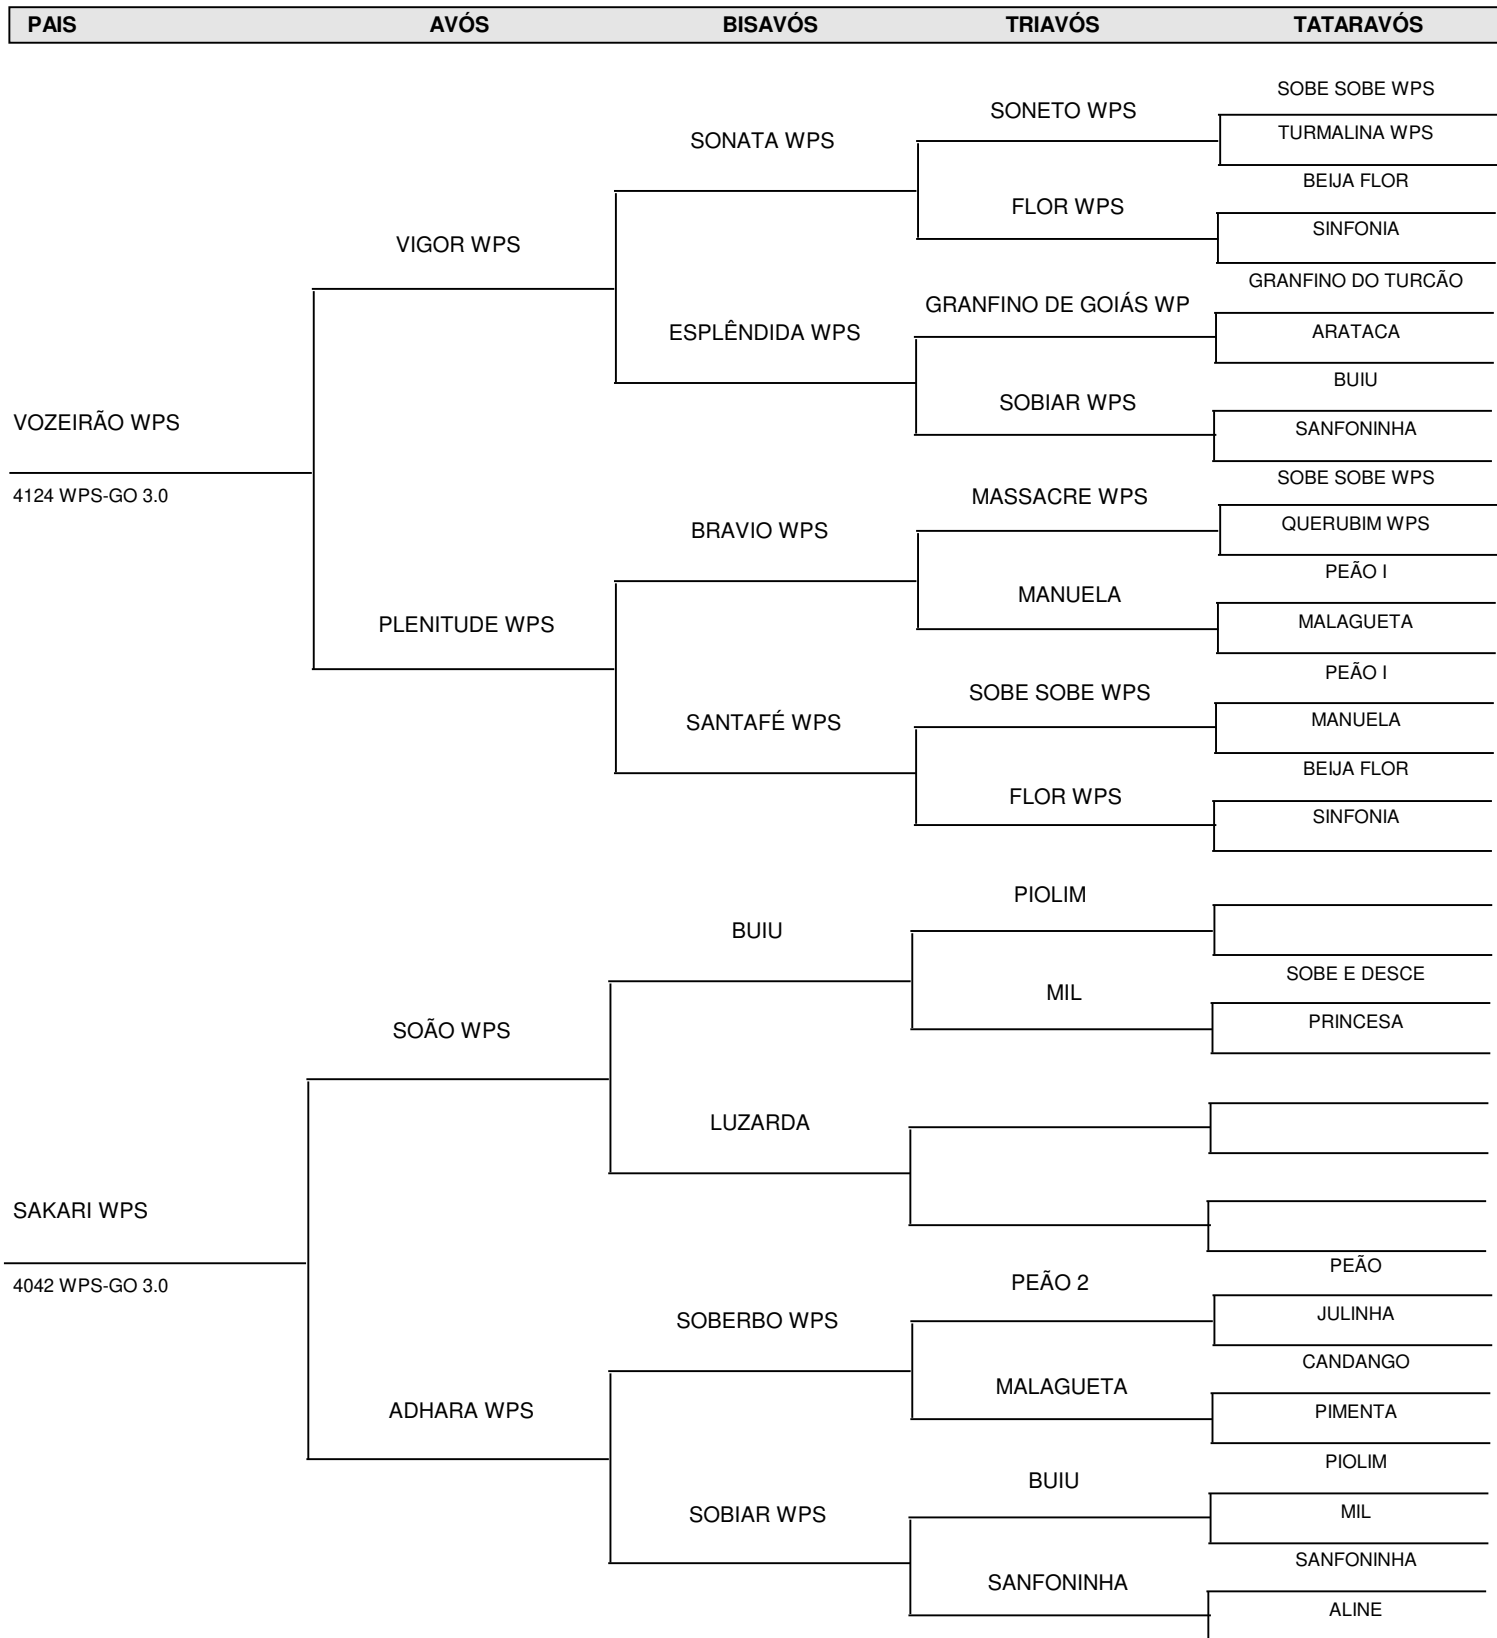 PAIS AVÓS BISAVÓS TRIAVÓS TATARAVÓS
SOBE SOBE WPS
SONETO WPS
TURMALINA WPS
SONATA WPS
BEIJA FLOR
FLOR WPS
SINFONIA
VIGOR WPS
GRANFINO DO TURCÃO
GRANFINO DE GOIÁS WP
ARATACA
ESPLÊNDIDA WPS
BUIU
SOBIAR WPS
VOZEIRÃO WPS
SANFONINHA
SOBE SOBE WPS
4124 WPS-GO 3.0
MASSACRE WPS
QUERUBIM WPS
BRAVIO WPS
PEÃO I
MANUELA
MALAGUETA
PLENITUDE WPS
PEÃO I
SOBE SOBE WPS
MANUELA
SANTAFÉ WPS
BEIJA FLOR
FLOR WPS
SINFONIA
PIOLIM
BUIU
SOBE E DESCE
MIL
PRINCESA
SOÃO WPS
LUZARDA
SAKARI WPS
PEÃO
4042 WPS-GO 3.0
PEÃO 2
JULINHA
SOBERBO WPS
CANDANGO
MALAGUETA
ADHARA WPS
PIMENTA
PIOLIM
BUIU
MIL
SOBIAR WPS
SANFONINHA
SANFONINHA
ALINE